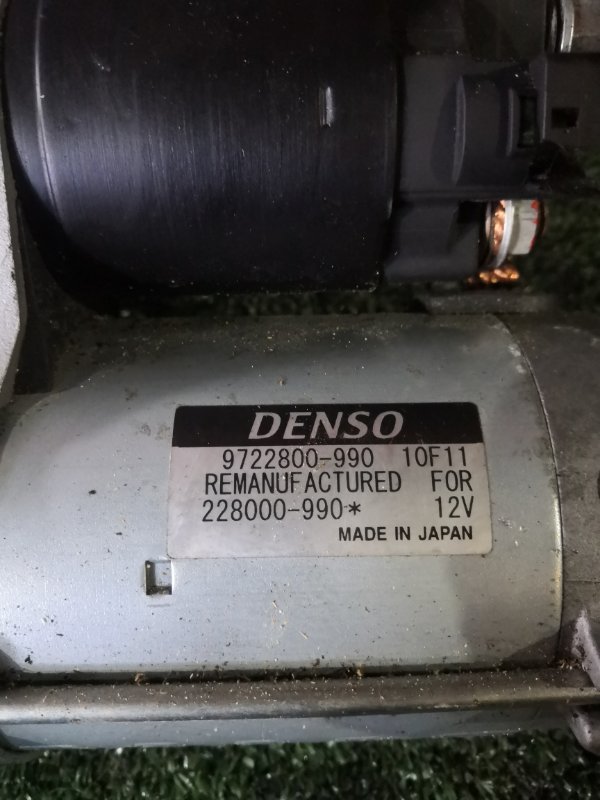 DENSO
9722800-990 10F11
REMANUFACTURED FOR
228000-990* 12V
MADE IN JAPAN